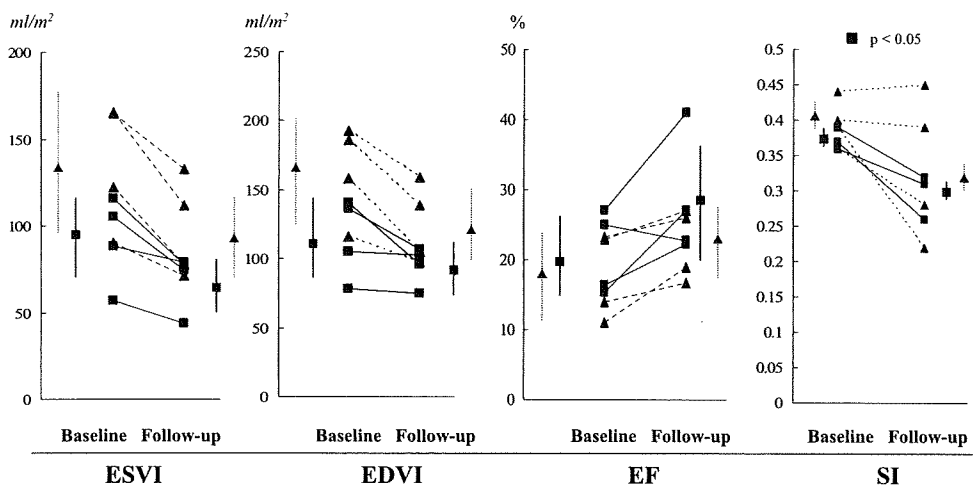 ml/m²
ml/m²
%
p < 0.05
200
150
100
50
0
250
200
150
100
50
0
50
40
30
20
10
0
0.5
0.45
0.4
0.35
0.3
0.25
0.2
0.15
0.1
0.05
0
Baseline Follow-up
Baseline Follow-up
Baseline Follow-up
Baseline Follow-up
ESVI
EDVI
EF
SI